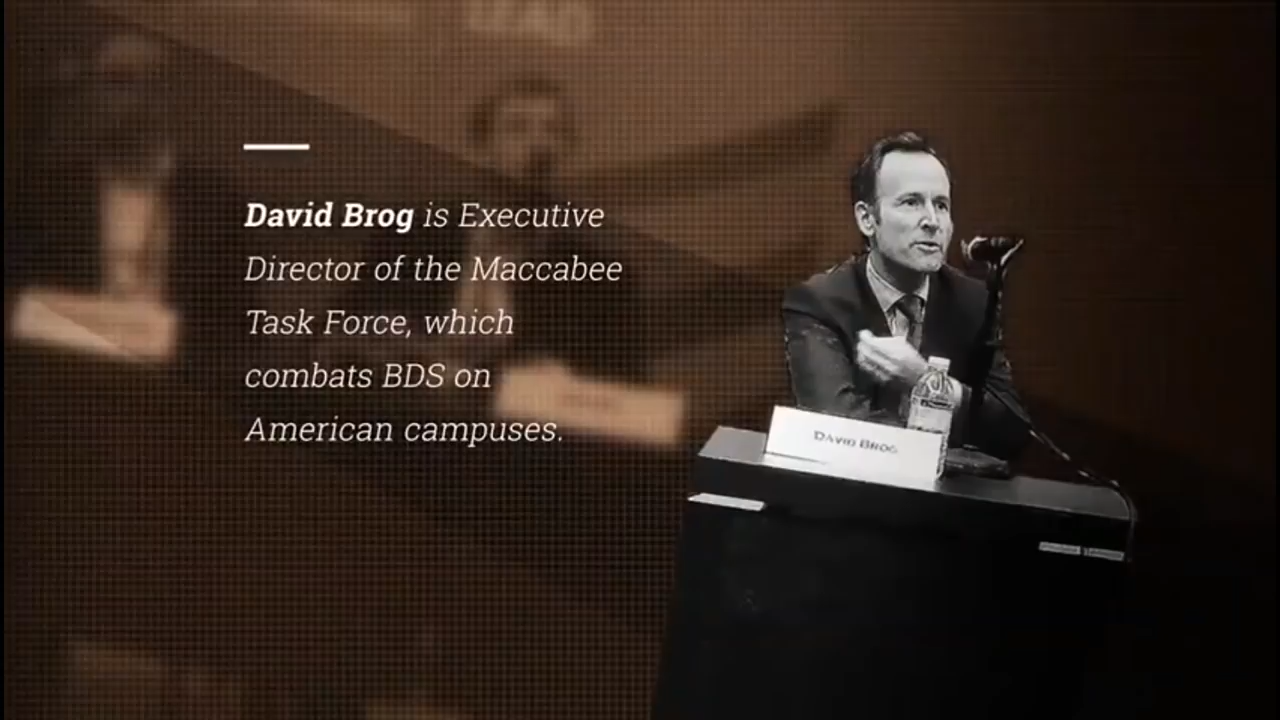 David Brog is Executive
Director of the Maccabee
Task Force, which
combats BDS on
American campuses.
DAVID BROG